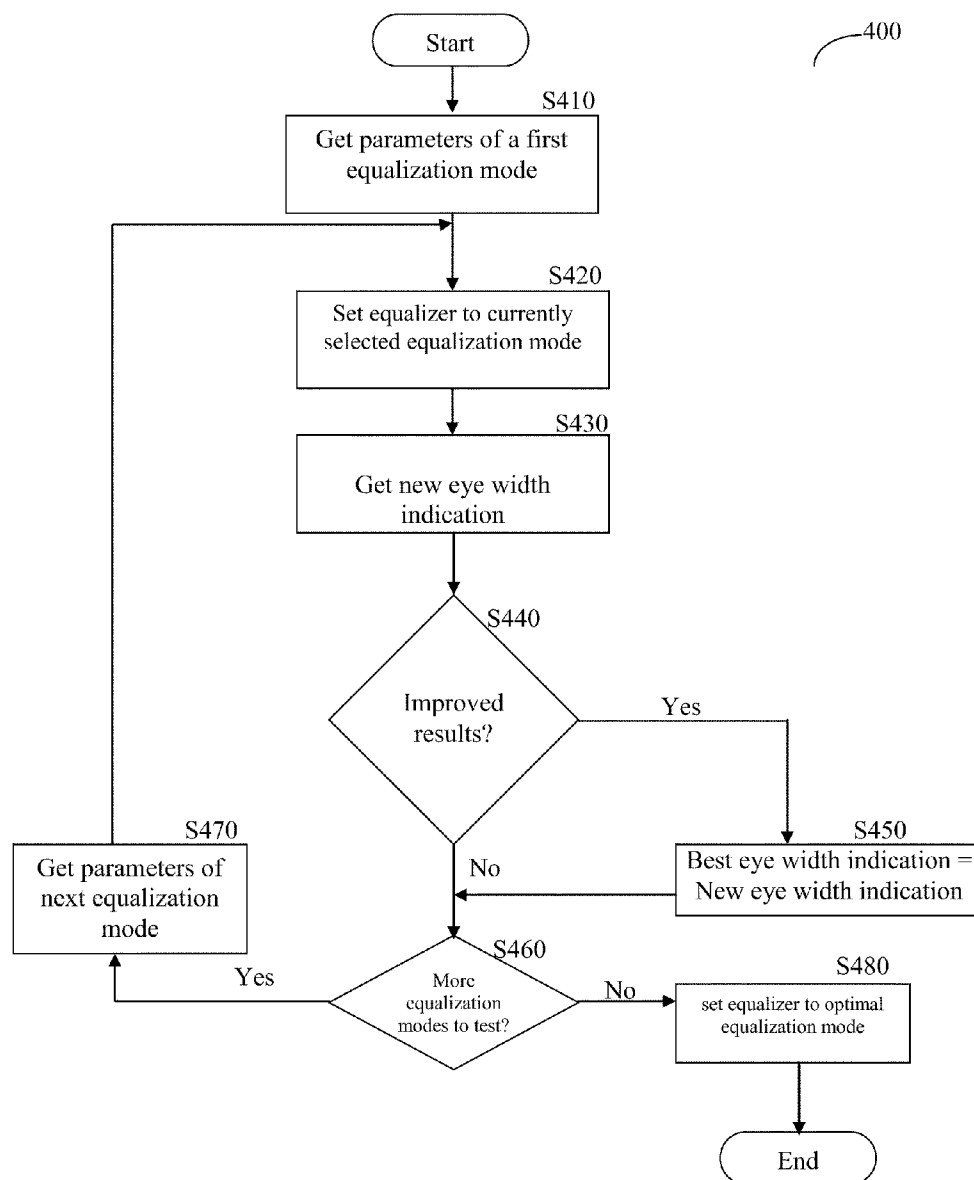 Start
400
S410
Get parameters of a first
equalization mode
S420
Set equalizer to currently
selected equalization mode
S430
Get new eye width
indication
S440
Improved
results?
Yes
S450
Best eye width indication =
New eye width indication
No
S470
Get parameters of
next equalization
mode
S460
More
equalization
modes to test?
Yes
No
S480
set equalizer to optimal
equalization mode
End